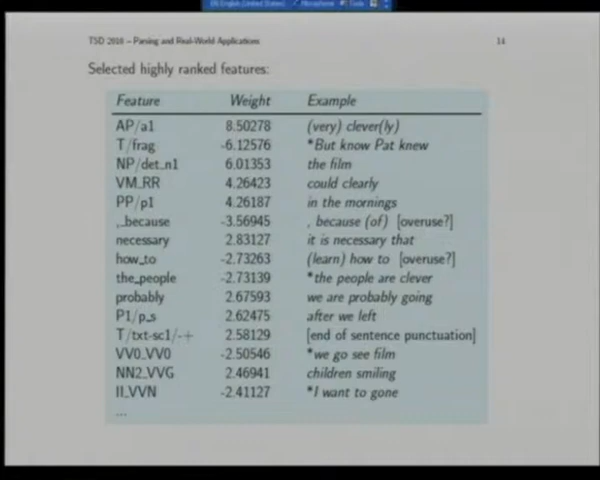 EN English (United States) Microphone Tools
TSD 2010 – Parsing and Real-World Applications 14
Selected highly ranked features:
Feature Weight Example
AP/a1 8.50278 (very) clever(ly)
T/frag -6.12576 *But know Pat knew
NP/det_n1 6.01353 the film
VM_RR 4.26423 could clearly
PP/p1 4.26187 in the mornings
,_because -3.56945 , because (of) [overuse?]
necessary 2.83127 it is necessary that
how_to -2.73263 (learn) how to [overuse?]
the_people -2.73139 *the people are clever
probably 2.67593 we are probably going
P1/p_s 2.62475 after we left
T/txt-sc1/-+ 2.58129 [end of sentence punctuation]
VV0_VV0 -2.50546 *we go see film
NN2_VVG 2.46941 children smiling
II_VVN -2.41127 *I want to gone
...